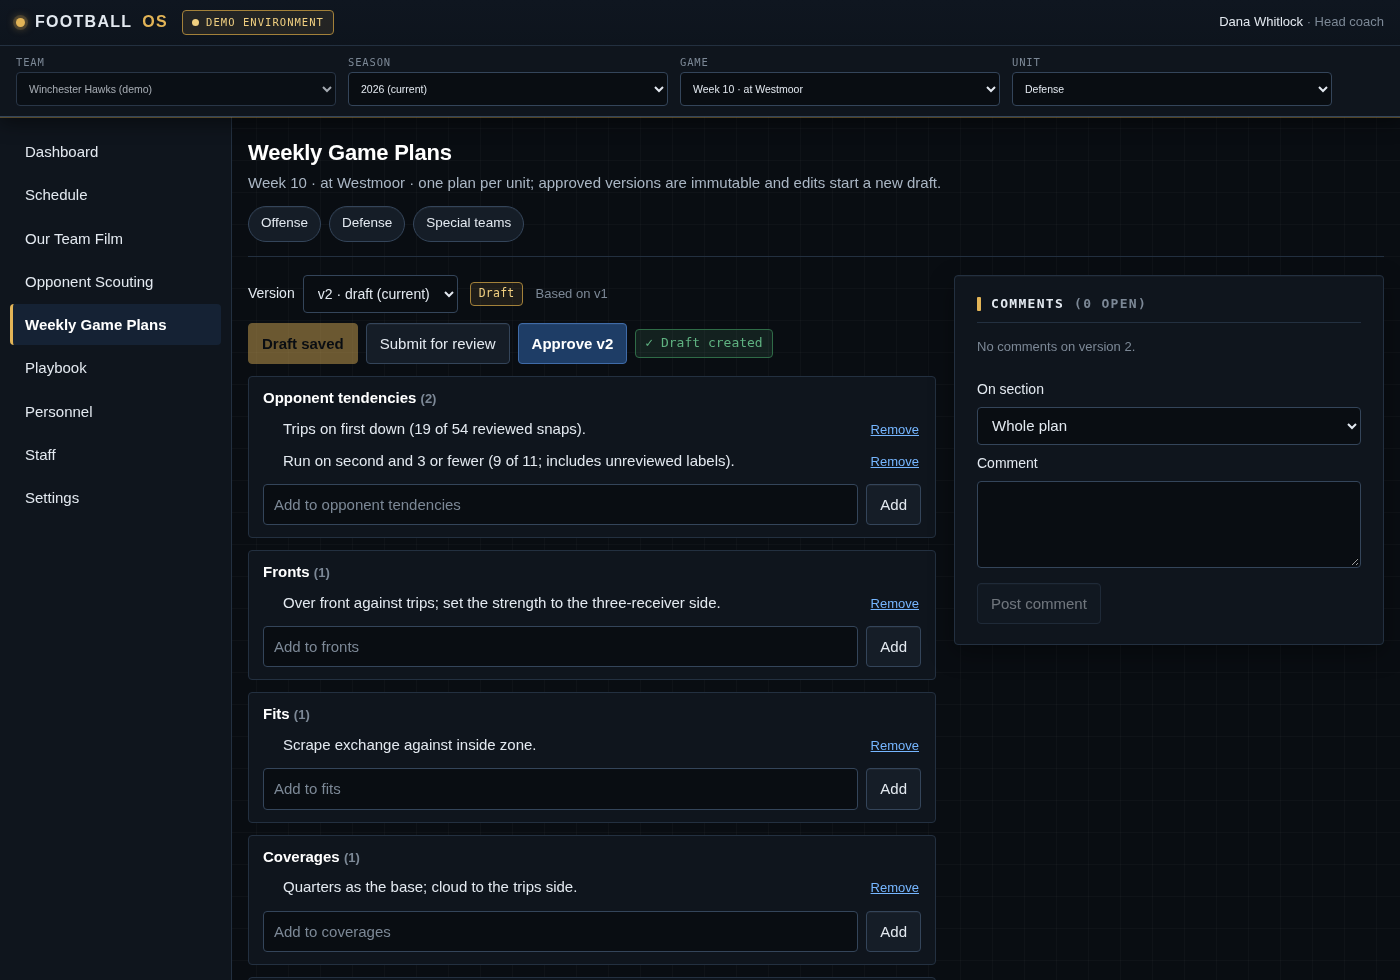 FOOTBALL OS
DEMO ENVIRONMENT
Dana Whitlock · Head coach
TEAM
Winchester Hawks (demo)
SEASON
2026 (current)
GAME
Week 10 · at Westmoor
UNIT
Defense
Dashboard
Schedule
Our Team Film
Opponent Scouting
Weekly Game Plans
Playbook
Personnel
Staff
Settings
Weekly Game Plans
Week 10 · at Westmoor · one plan per unit; approved versions are immutable and edits start a new draft.
Offense
Defense
Special teams
Version
v2 · draft (current)
Draft
Based on v1
Draft saved
Submit for review
Approve v2
✓ Draft created
Opponent tendencies (2)
Trips on first down (19 of 54 reviewed snaps).
Remove
Run on second and 3 or fewer (9 of 11; includes unreviewed labels).
Remove
Add to opponent tendencies
Add
Fronts (1)
Over front against trips; set the strength to the three-receiver side.
Remove
Add to fronts
Add
Fits (1)
Scrape exchange against inside zone.
Remove
Add to fits
Add
Coverages (1)
Quarters as the base; cloud to the trips side.
Remove
Add to coverages
Add
COMMENTS (0 OPEN)
No comments on version 2.
On section
Whole plan
Comment
Post comment